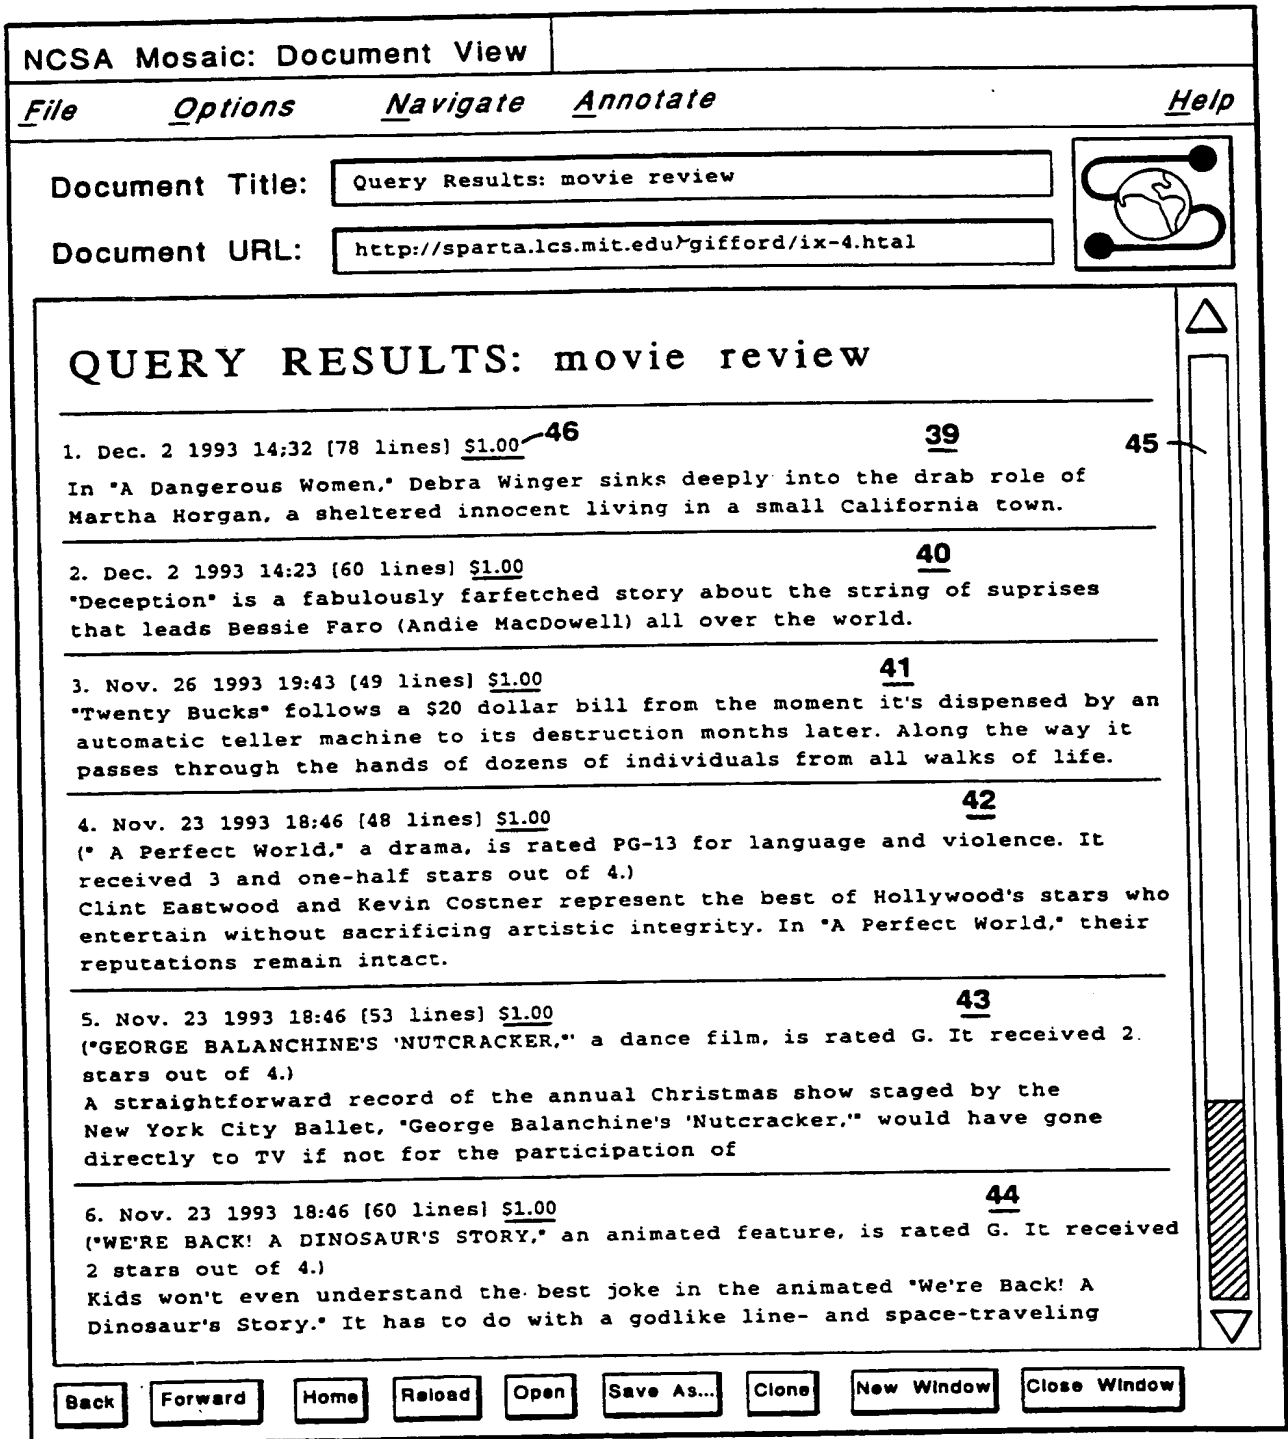 NCSA Mosaic: Document View
File Options Navigate Annotate Help
Document Title: Query Results: movie review
Document URL: http://sparta.lcs.mit.edu/~gifford/ix-4.htal
QUERY RESULTS: movie review
1. Dec. 2 1993 14;32 [78 lines] $1.00 46 39 45
In "A Dangerous Women," Debra Winger sinks deeply into the drab role of
Martha Horgan, a sheltered innocent living in a small California town.
2. Dec. 2 1993 14:23 [60 lines] $1.00 40
"Deception" is a fabulously farfetched story about the string of suprises
that leads Bessie Faro (Andie MacDowell) all over the world.
3. Nov. 26 1993 19:43 [49 lines] $1.00 41
"Twenty Bucks" follows a $20 dollar bill from the moment it's dispensed by an
automatic teller machine to its destruction months later. Along the way it
passes through the hands of dozens of individuals from all walks of life.
4. Nov. 23 1993 18:46 [48 lines] $1.00 42
(" A Perfect World," a drama, is rated PG-13 for language and violence. It
received 3 and one-half stars out of 4.)
Clint Eastwood and Kevin Costner represent the best of Hollywood's stars who
entertain without sacrificing artistic integrity. In "A Perfect World," their
reputations remain intact.
5. Nov. 23 1993 18:46 [53 lines] $1.00 43
("GEORGE BALANCHINE'S 'NUTCRACKER,'" a dance film, is rated G. It received 2
stars out of 4.)
A straightforward record of the annual Christmas show staged by the
New York City Ballet, "George Balanchine's 'Nutcracker,'" would have gone
directly to TV if not for the participation of
6. Nov. 23 1993 18:46 [60 lines] $1.00 44
("WE'RE BACK! A DINOSAUR'S STORY," an animated feature, is rated G. It received
2 stars out of 4.)
Kids won't even understand the best joke in the animated "We're Back! A
Dinosaur's Story." It has to do with a godlike line- and space-traveling
Back Forward Home Reload Open Save As... Clone New Window Close Window